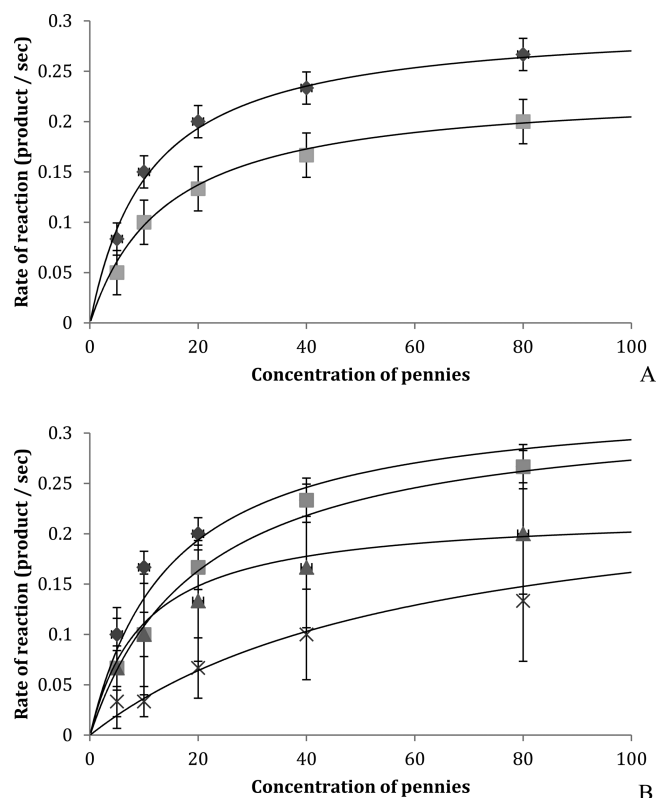 0.3
0.25
0.2
0.15
0.1
0.05
0
Rate of reaction (product / sec)
0 20 40 60 80 100
Concentration of pennies
A
0.3
0.25
0.2
0.15
0.1
0.05
0
Rate of reaction (product / sec)
0 20 40 60 80 100
Concentration of pennies
B